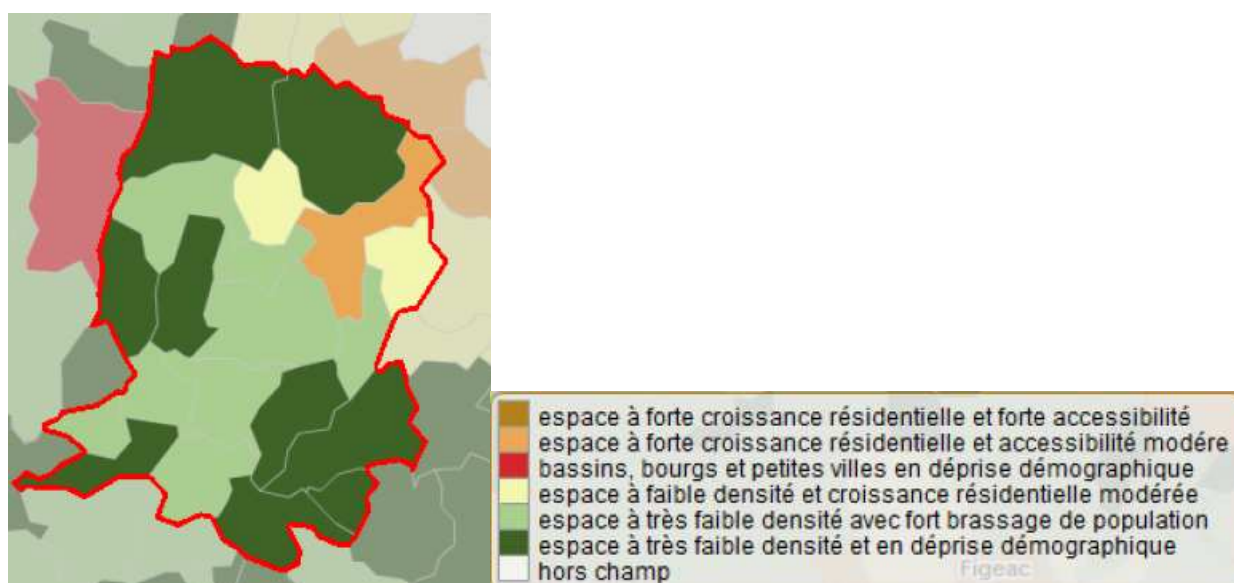 espace à forte croissance résidentielle et forte accessibilité
espace à forte croissance résidentielle et accessibilité modére
bassins, bourgs et petites villes en déprise démographique
espace à faible densité et croissance résidentielle modérée
espace à très faible densité avec fort brassage de population
espace à très faible densité et en déprise démographique
hors champ
Figeac